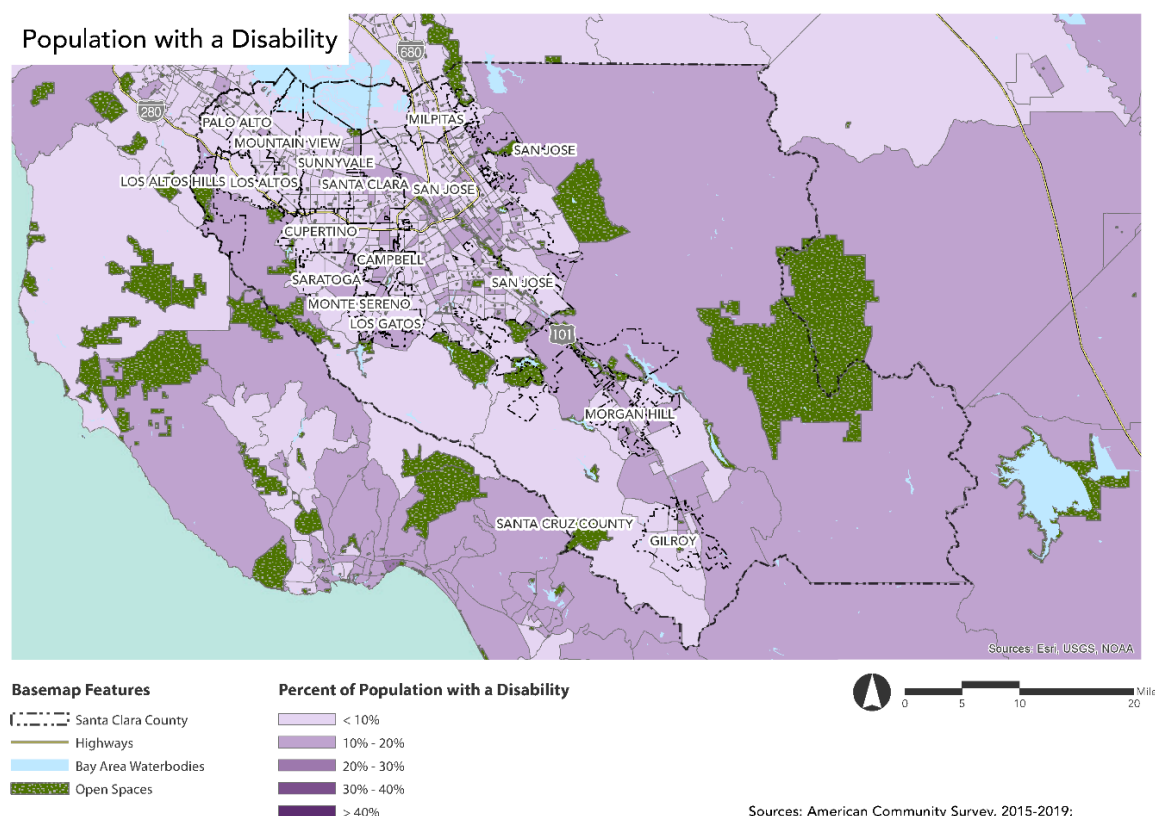 Population with a Disability
680
280
PALO ALTO
MILPITAS
MOUNTAIN VIEW
SAN JOSE
SUNNYVALE
LOS ALTOS HILLS
LOS ALTOS
SANTA CLARA
SAN JOSE
CUPERTINO
CAMPBELL
SARATOGA
SAN JOSE
MONTE SERENO
LOS GATOS
101
MORGAN HILL
SANTA CRUZ COUNTY
GILROY
Sources: Esri, USGS, NOAA
Basemap Features
Santa Clara County
Highways
Bay Area Waterbodies
Open Spaces
Percent of Population with a Disability
< 10%
10% - 20%
20% - 30%
30% - 40%
> 40%
0 5 10 20 Mile
Sources: American Community Survey, 2015-2019;